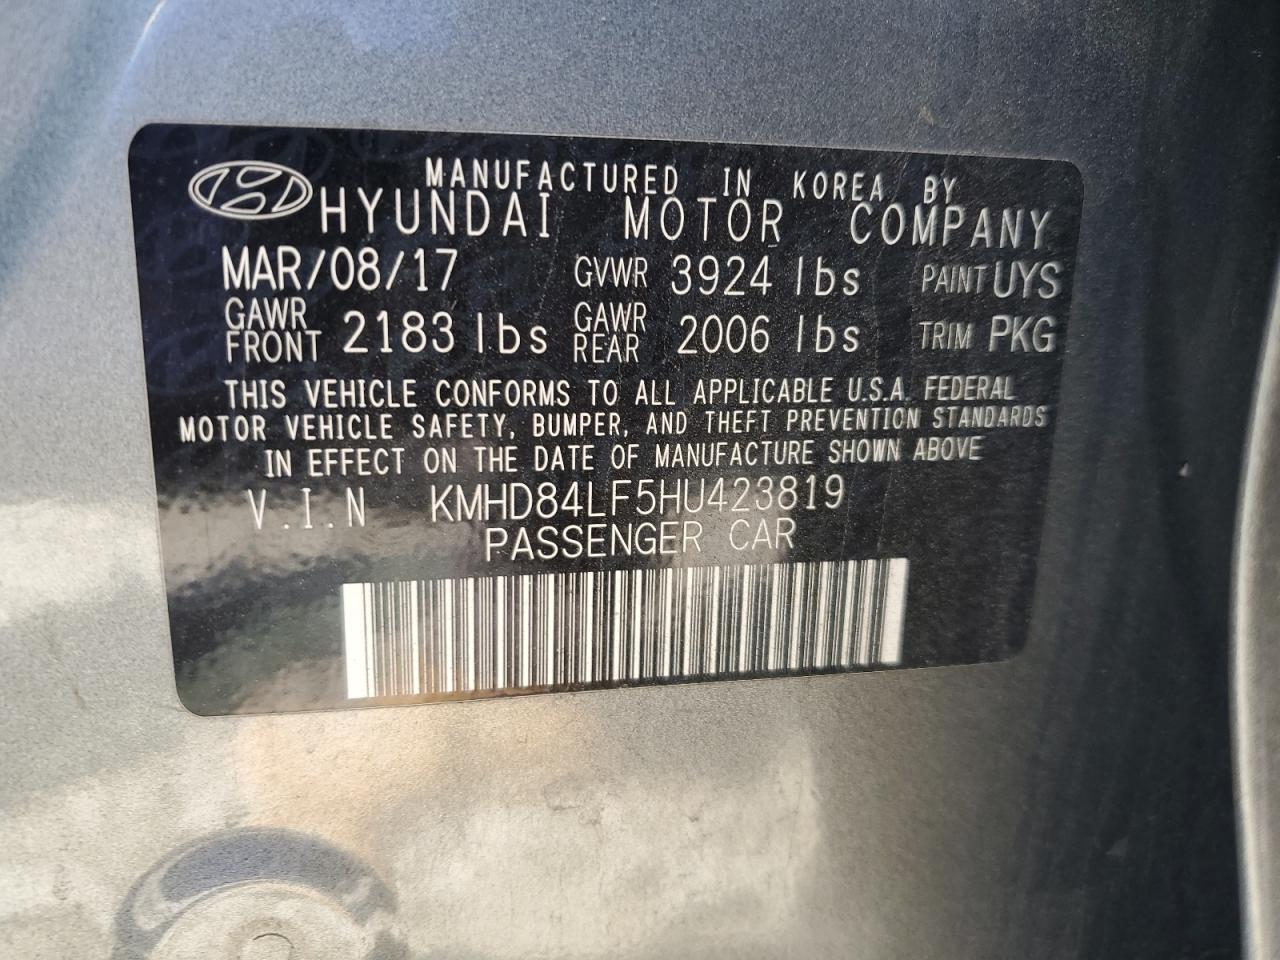 MANUFACTURED IN KOREA BY
HYUNDAI MOTOR COMPANY
MAR/08/17 GVWR 3924 lbs PAINT UYS
GAWR FRONT 2183 lbs GAWR REAR 2006 lbs TRIM PKG
THIS VEHICLE CONFORMS TO ALL APPLICABLE U.S.A. FEDERAL
MOTOR VEHICLE SAFETY, BUMPER, AND THEFT PREVENTION STANDARDS
IN EFFECT ON THE DATE OF MANUFACTURE SHOWN ABOVE
V.I.N KMHD84LF5HU423819
PASSENGER CAR